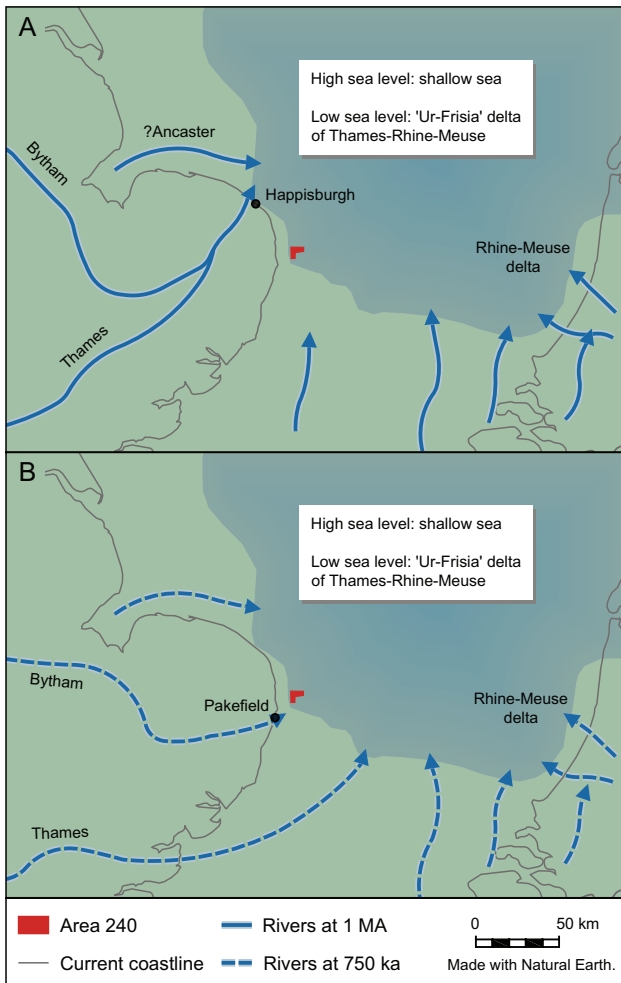 A
High sea level: shallow sea
Low sea level: 'Ur-Frisia' delta
of Thames-Rhine-Meuse
?Ancaster
Bytham
Happisburgh
Rhine-Meuse
delta
Thames
B
High sea level: shallow sea
Low sea level: 'Ur-Frisia' delta
of Thames-Rhine-Meuse
Bytham
Pakefield
Rhine-Meuse
delta
Thames
Area 240
Rivers at 1 MA
0 50 km
Current coastline
Rivers at 750 ka
Made with Natural Earth.